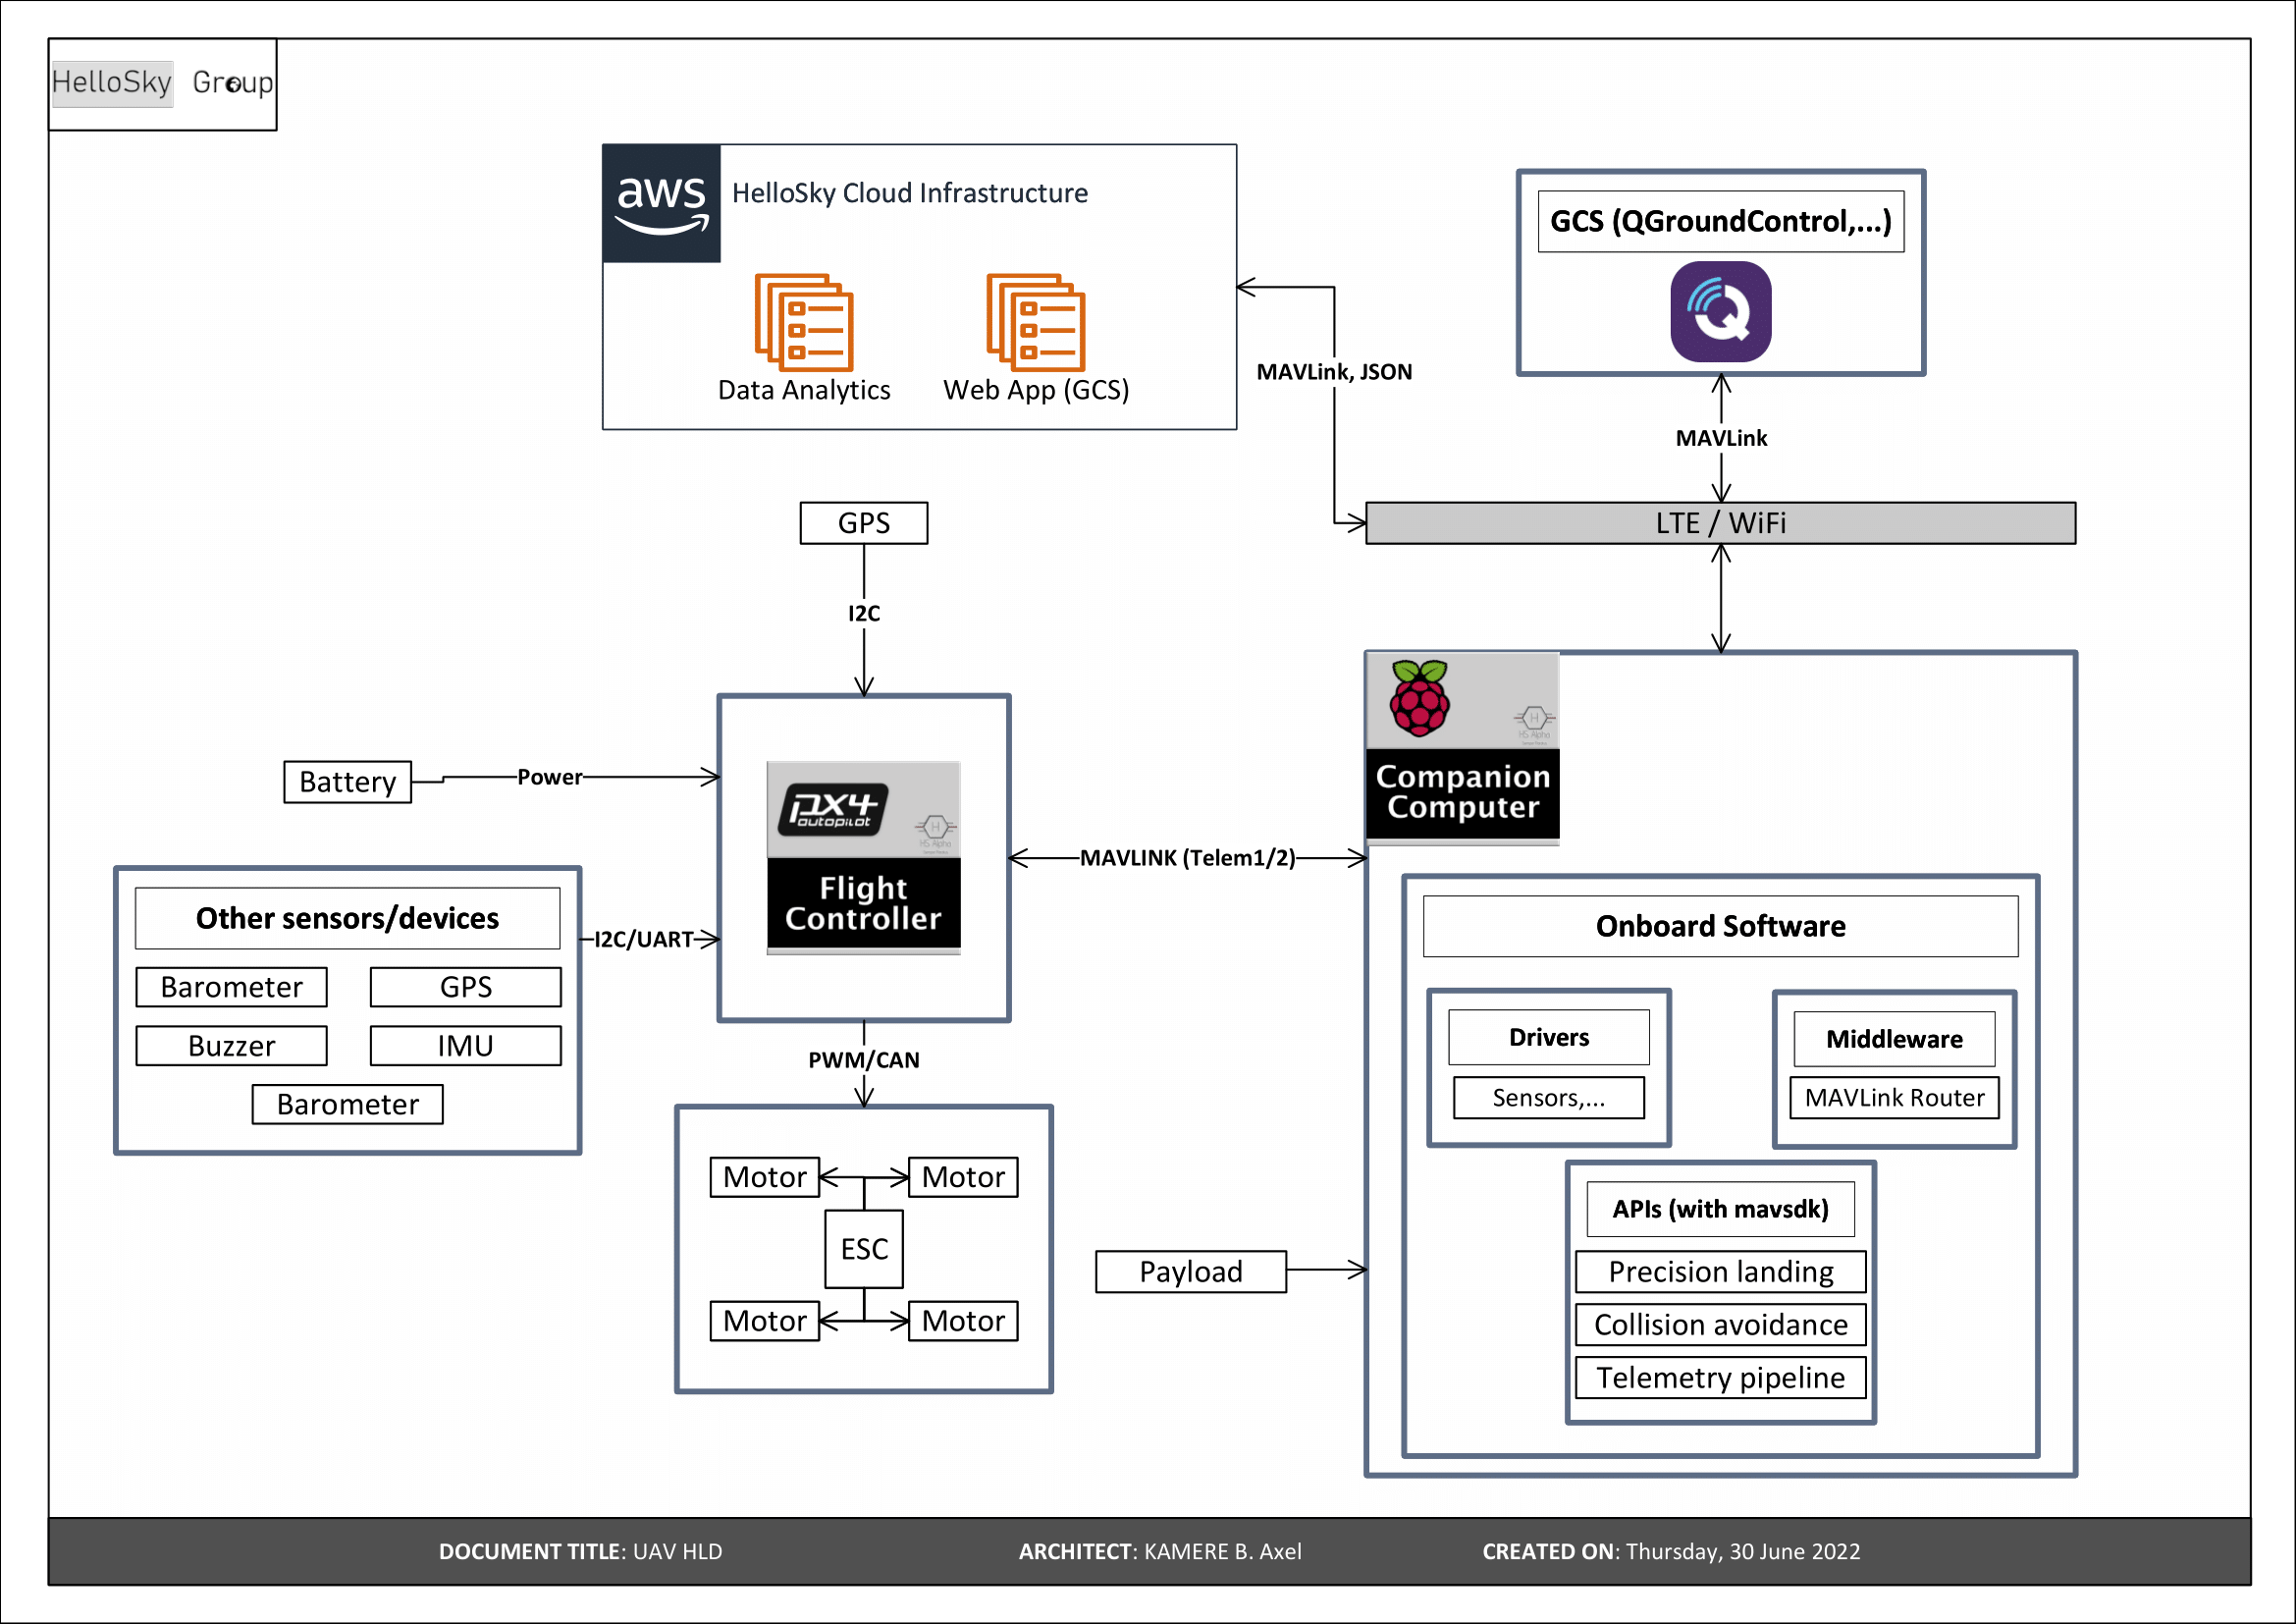 HelloSky Group
aws
HelloSky Cloud Infrastructure
Data Analytics
Web App (GCS)
GCS (QGroundControl,...)
MAVLink, JSON
MAVLink
LTE / WiFi
GPS
I2C
Battery
Power
px4
autopilot
HS Alpha
Flight
Controller
MAVLINK (Telem1/2)
HS Alpha
Companion
Computer
Other sensors/devices
Barometer
GPS
Buzzer
IMU
Barometer
I2C/UART
PWM/CAN
Motor
Motor
ESC
Motor
Motor
Payload
Onboard Software
Drivers
Sensors,...
Middleware
MAVLink Router
APIs (with mavsdk)
Precision landing
Collision avoidance
Telemetry pipeline
DOCUMENT TITLE: UAV HLD
ARCHITECT: KAMERE B. Axel
CREATED ON: Thursday, 30 June 2022